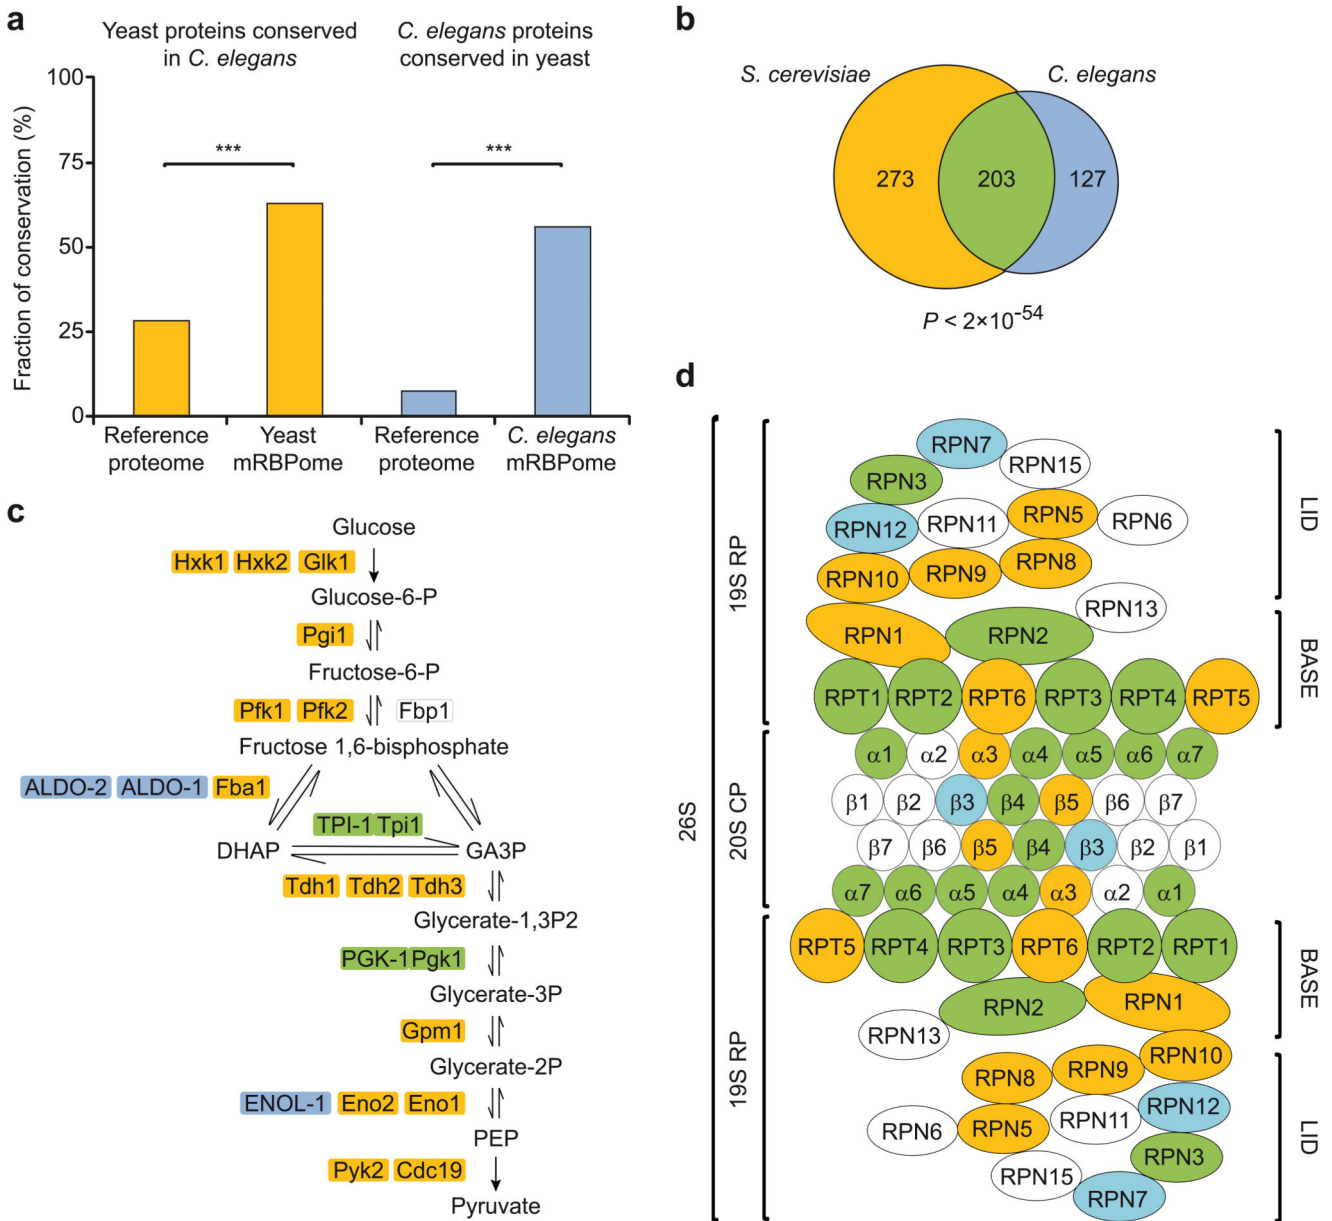 a
Yeast proteins conserved
in C. elegans
C. elegans proteins
conserved in yeast
Fraction of conservation (%)
100
75
50
25
0
***
***
Reference
proteome
Yeast
mRBPome
Reference
proteome
C. elegans
mRBPome
b
S. cerevisiae
C. elegans
273
203
127
P < 2×10⁻⁵⁴
c
Glucose
Hxk1 Hxk2 Glk1
Glucose-6-P
Pgi1
Fructose-6-P
Pfk1 Pfk2 Fbp1
Fructose 1,6-bisphosphate
ALDO-2 ALDO-1 Fba1
TPI-1 Tpi1
DHAP GA3P
Tdh1 Tdh2 Tdh3
Glycerate-1,3P2
PGK-1 Pgk1
Glycerate-3P
Gpm1
Glycerate-2P
ENOL-1 Eno2 Eno1
PEP
Pyk2 Cdc19
Pyruvate
d
26S
19S RP
20S CP
19S RP
LID
BASE
BASE
LID
RPN7
RPN15
RPN3
RPN12 RPN11 RPN5 RPN6
RPN10 RPN9 RPN8
RPN13
RPN1 RPN2
RPT1 RPT2 RPT6 RPT3 RPT4 RPT5
α1 α2 α3 α4 α5 α6 α7
β1 β2 β3 β4 β5 β6 β7
β7 β6 β5 β4 β3 β2 β1
α7 α6 α5 α4 α3 α2 α1
RPT5 RPT4 RPT3 RPT6 RPT2 RPT1
RPN2 RPN1
RPN13
RPN8 RPN9 RPN10
RPN6 RPN5 RPN11 RPN12
RPN3
RPN15
RPN7